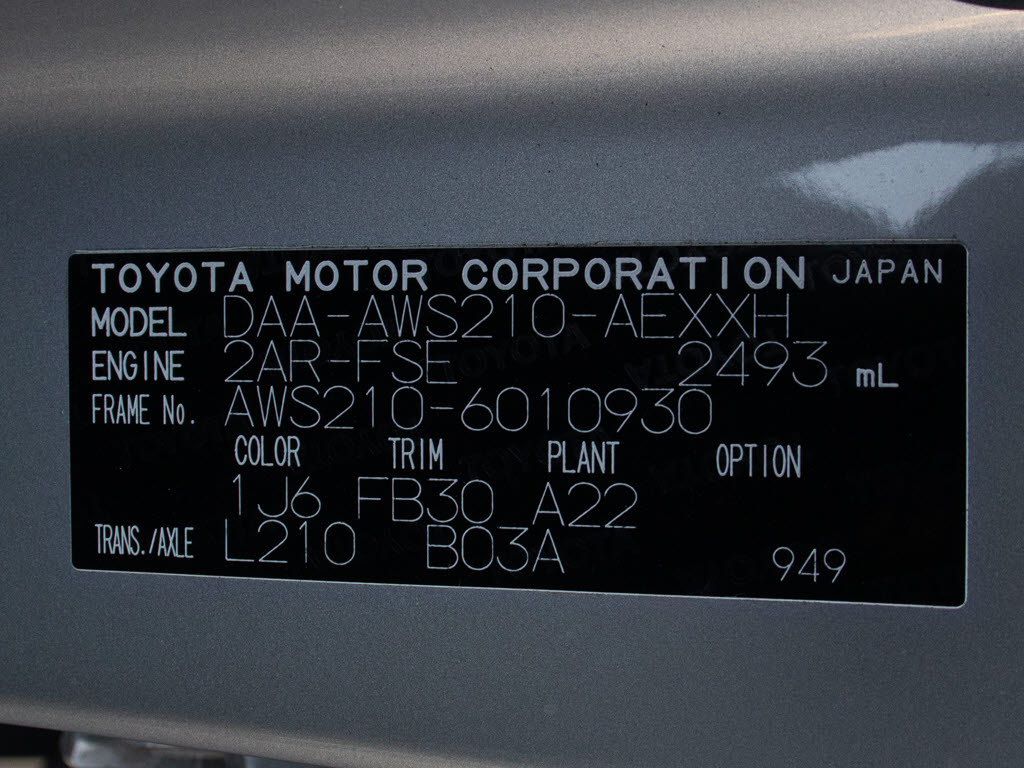 TOYOTA MOTOR CORPORATION JAPAN
MODEL DAA-AWS210-AEXXH
ENGINE 2AR-FSE 2493 mL
FRAME No. AWS210-6010930
COLOR TRIM PLANT OPTION
1J6 FB30 A22
TRANS./AXLE L210 B03A 949